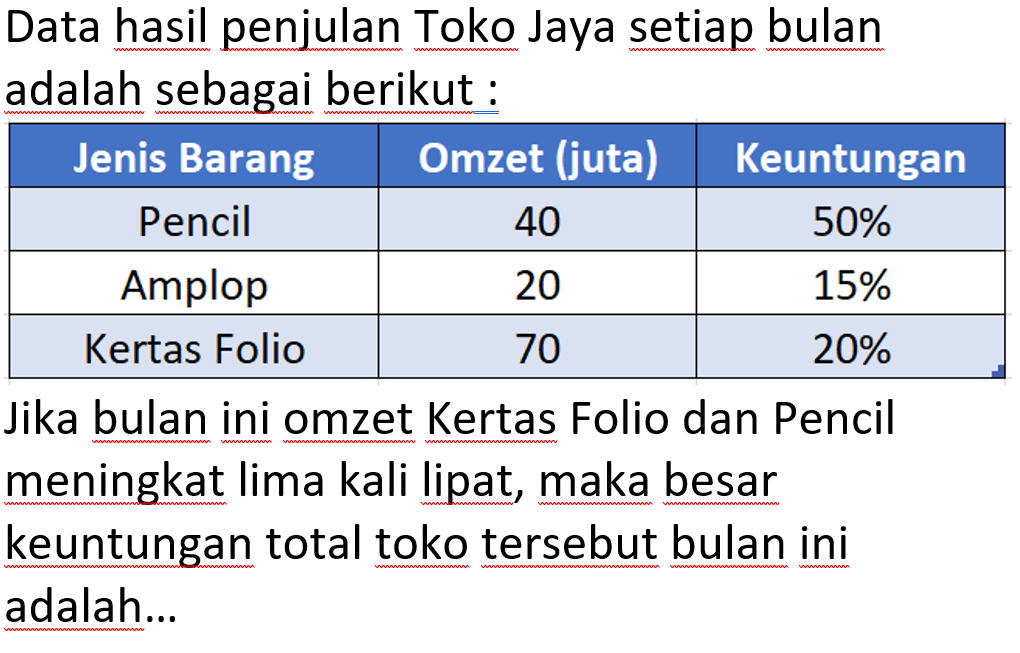 Data hasil penjulan Toko Jaya setiap bulan
adalah sebagai berikut :
Jenis Barang Omzet (juta) Keuntungan
Pencil 40 50%
Amplop 20 15%
Kertas Folio 70 20%
Jika bulan ini omzet Kertas Folio dan Pencil
meningkat lima kali lipat, maka besar
keuntungan total toko tersebut bulan ini
adalah...